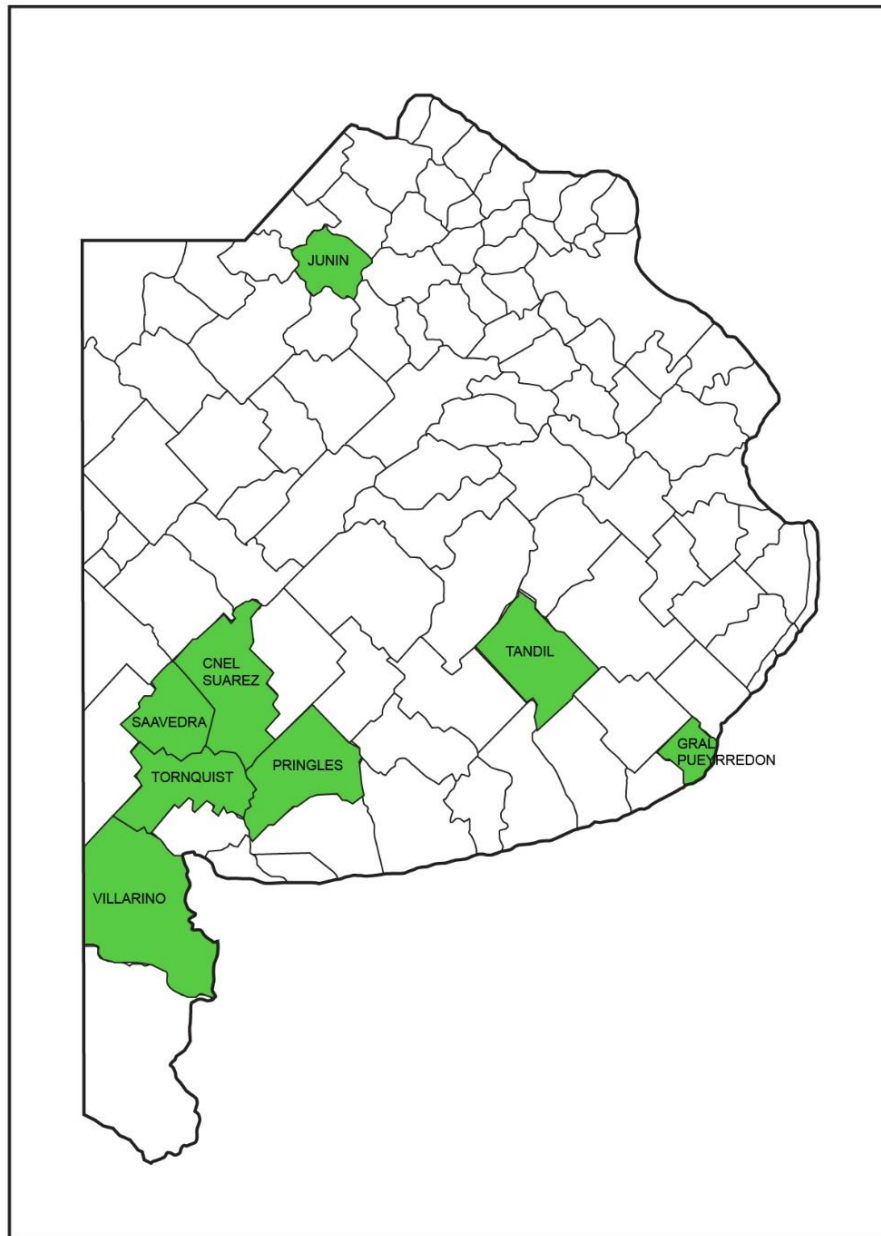 JUNIN
TANDIL
CNEL
SUAREZ
SAAVEDRA
GRAL
PUEYRREDON
PRINGLES
TORNQUIST
VILLARINO